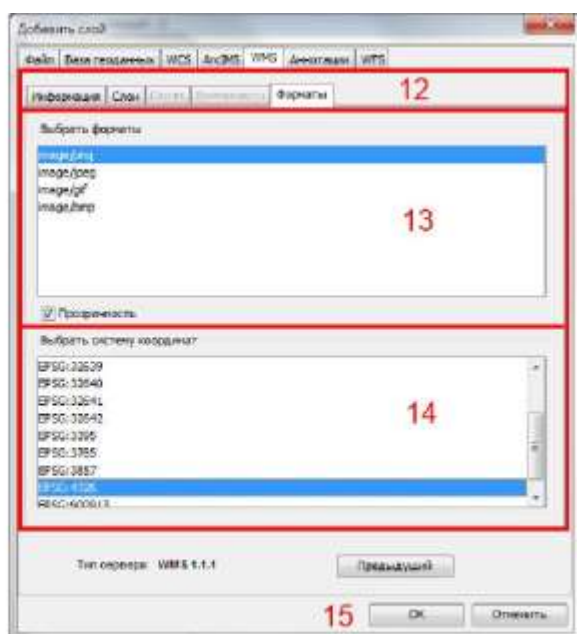 Добавить слой
Файл База геоданных WCS ArcIMS WMS Аннотации WFS
Информация Слои Стили Форматы
12
Выбрать форматы
image/png
image/jpeg
image/gif
image/bmp
13
Прозрачность
Выбрать систему координат
EPSG:32639
EPSG:32640
EPSG:32641
EPSG:32642
EPSG:3395
EPSG:3857
EPSG:4326
EPSG:900913
14
Тип сервера: WMS 1.1.1
Предыдущий
15
OK Отменить